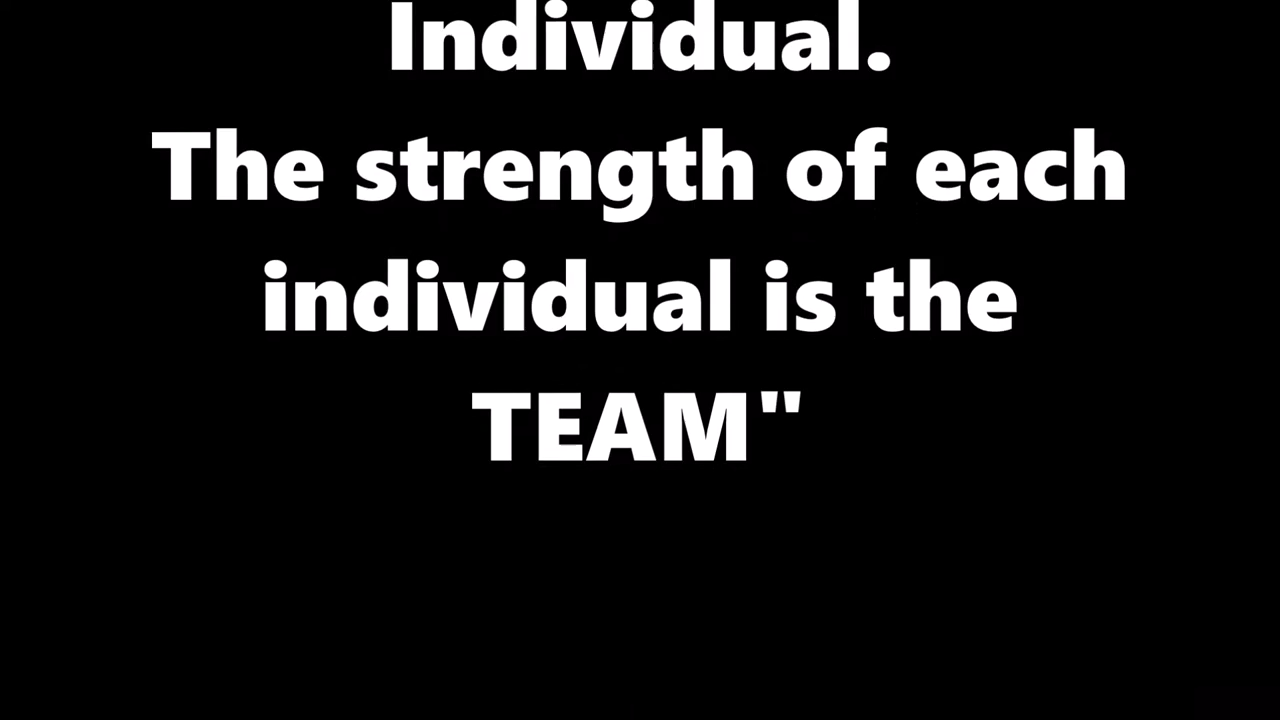 Individual.
The strength of each
individual is the
TEAM"